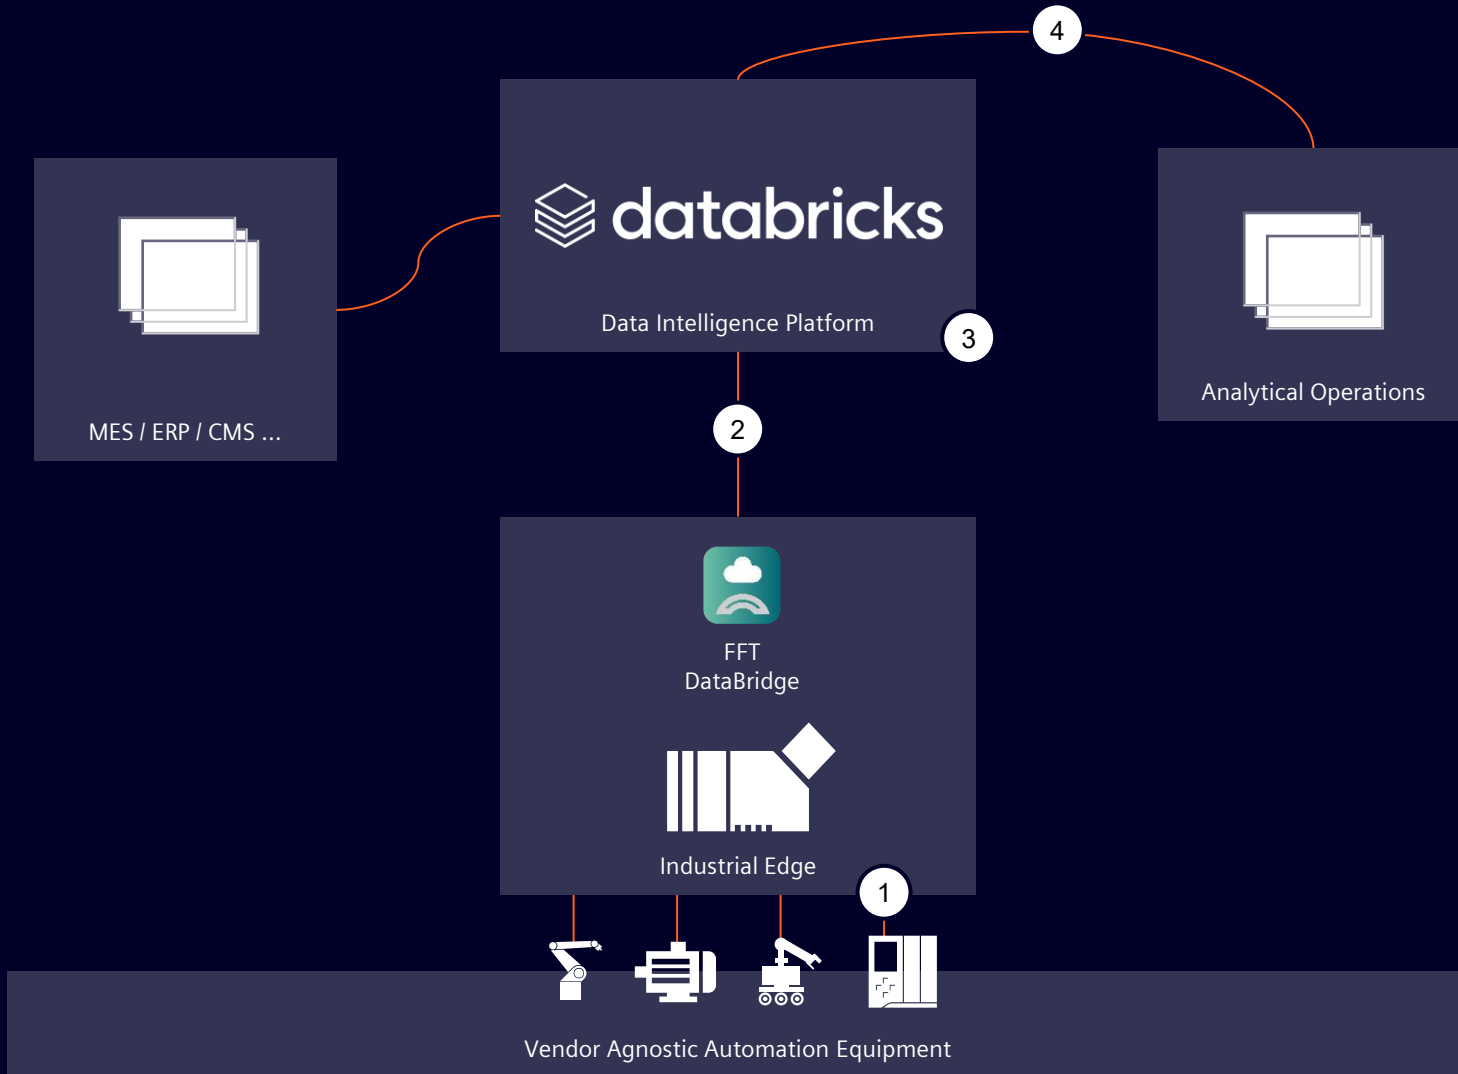 4
databricks
Data Intelligence Platform
3
MES / ERP / CMS ...
Analytical Operations
2
FFT
DataBridge
Industrial Edge
1
Vendor Agnostic Automation Equipment